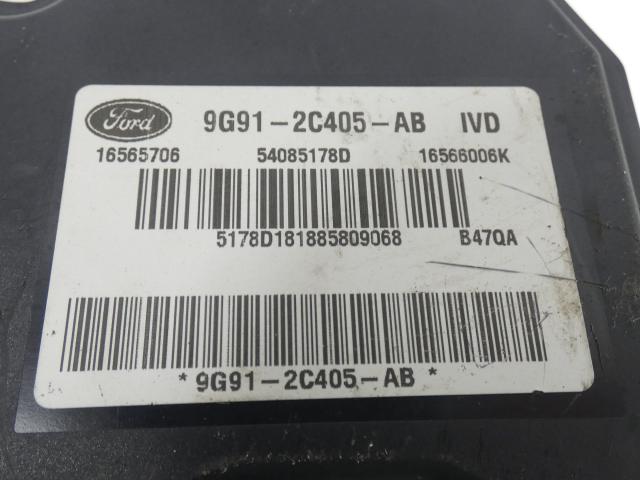 Ford 9G91-2C405-AB IVD
16565706 54085178D 16566006K
5178D181885809068 B47QA
*9G91-2C405-AB*